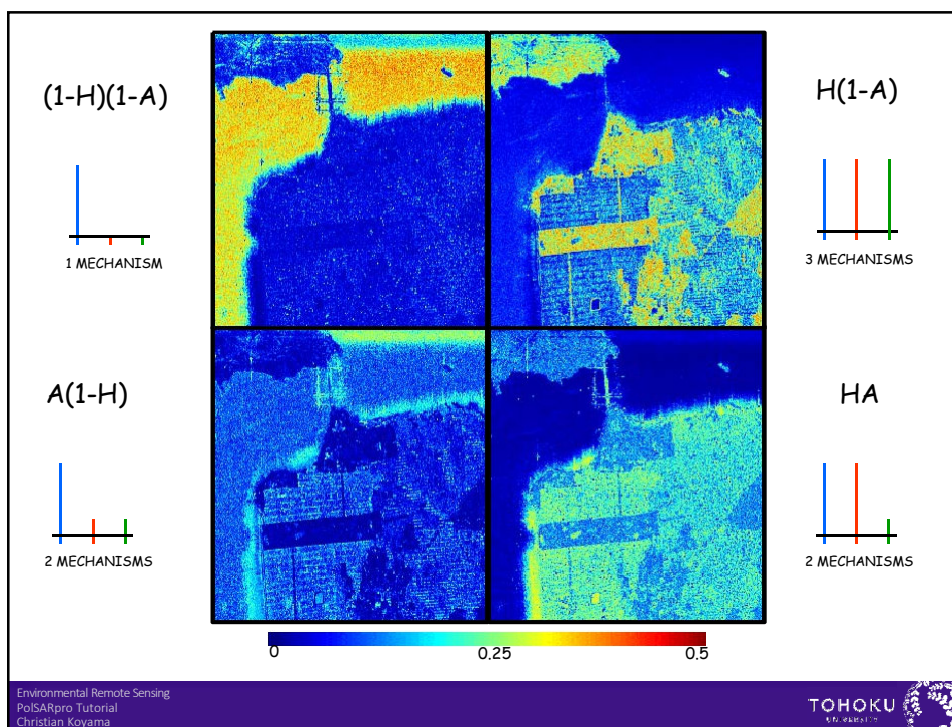 (1-H)(1-A)
1 MECHANISM
H(1-A)
3 MECHANISMS
A(1-H)
2 MECHANISMS
HA
2 MECHANISMS
0
0.25
0.5
Environmental Remote Sensing
PolSARpro Tutorial
Christian Koyama
TOHOKU
UNIVERSITY